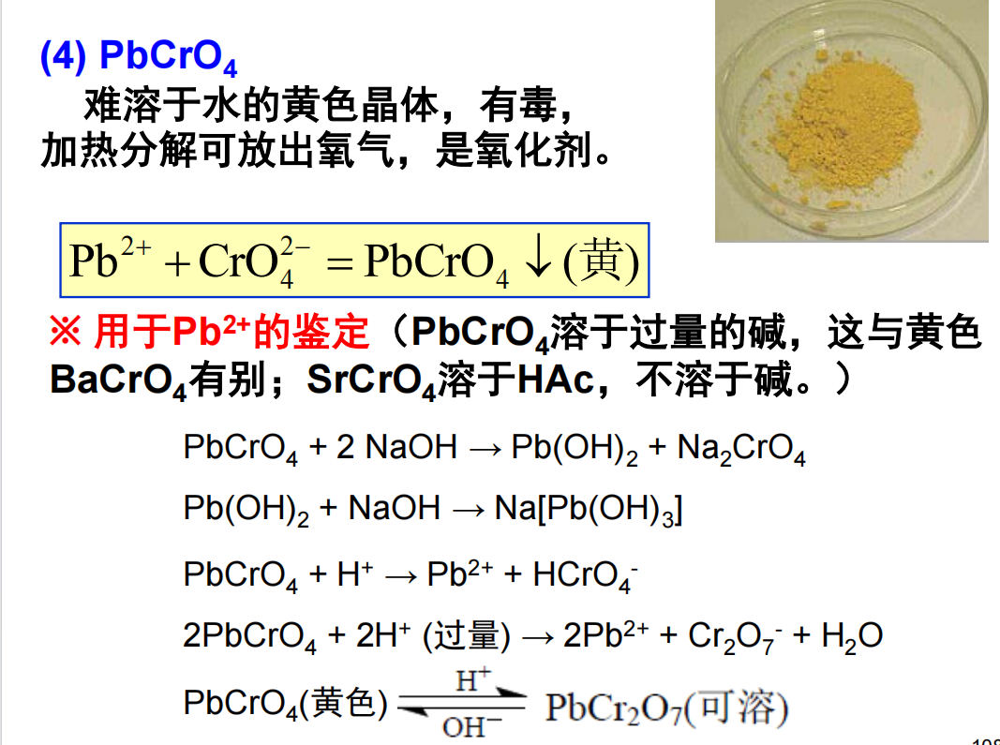 (4) PbCrO₄
难溶于水的黄色晶体，有毒，
加热分解可放出氧气，是氧化剂。
Pb²⁺ + CrO₄²⁻ = PbCrO₄ ↓ (黄)
※ 用于Pb²⁺的鉴定（PbCrO₄溶于过量的碱，这与黄色
BaCrO₄有别；SrCrO₄溶于HAc，不溶于碱。）
PbCrO₄ + 2 NaOH → Pb(OH)₂ + Na₂CrO₄
Pb(OH)₂ + NaOH → Na[Pb(OH)₃]
PbCrO₄ + H⁺ → Pb²⁺ + HCrO₄⁻
2PbCrO₄ + 2H⁺ (过量) → 2Pb²⁺ + Cr₂O₇⁻ + H₂O
H⁺
PbCrO₄(黄色) ⇌ PbCr₂O₇(可溶)
OH⁻